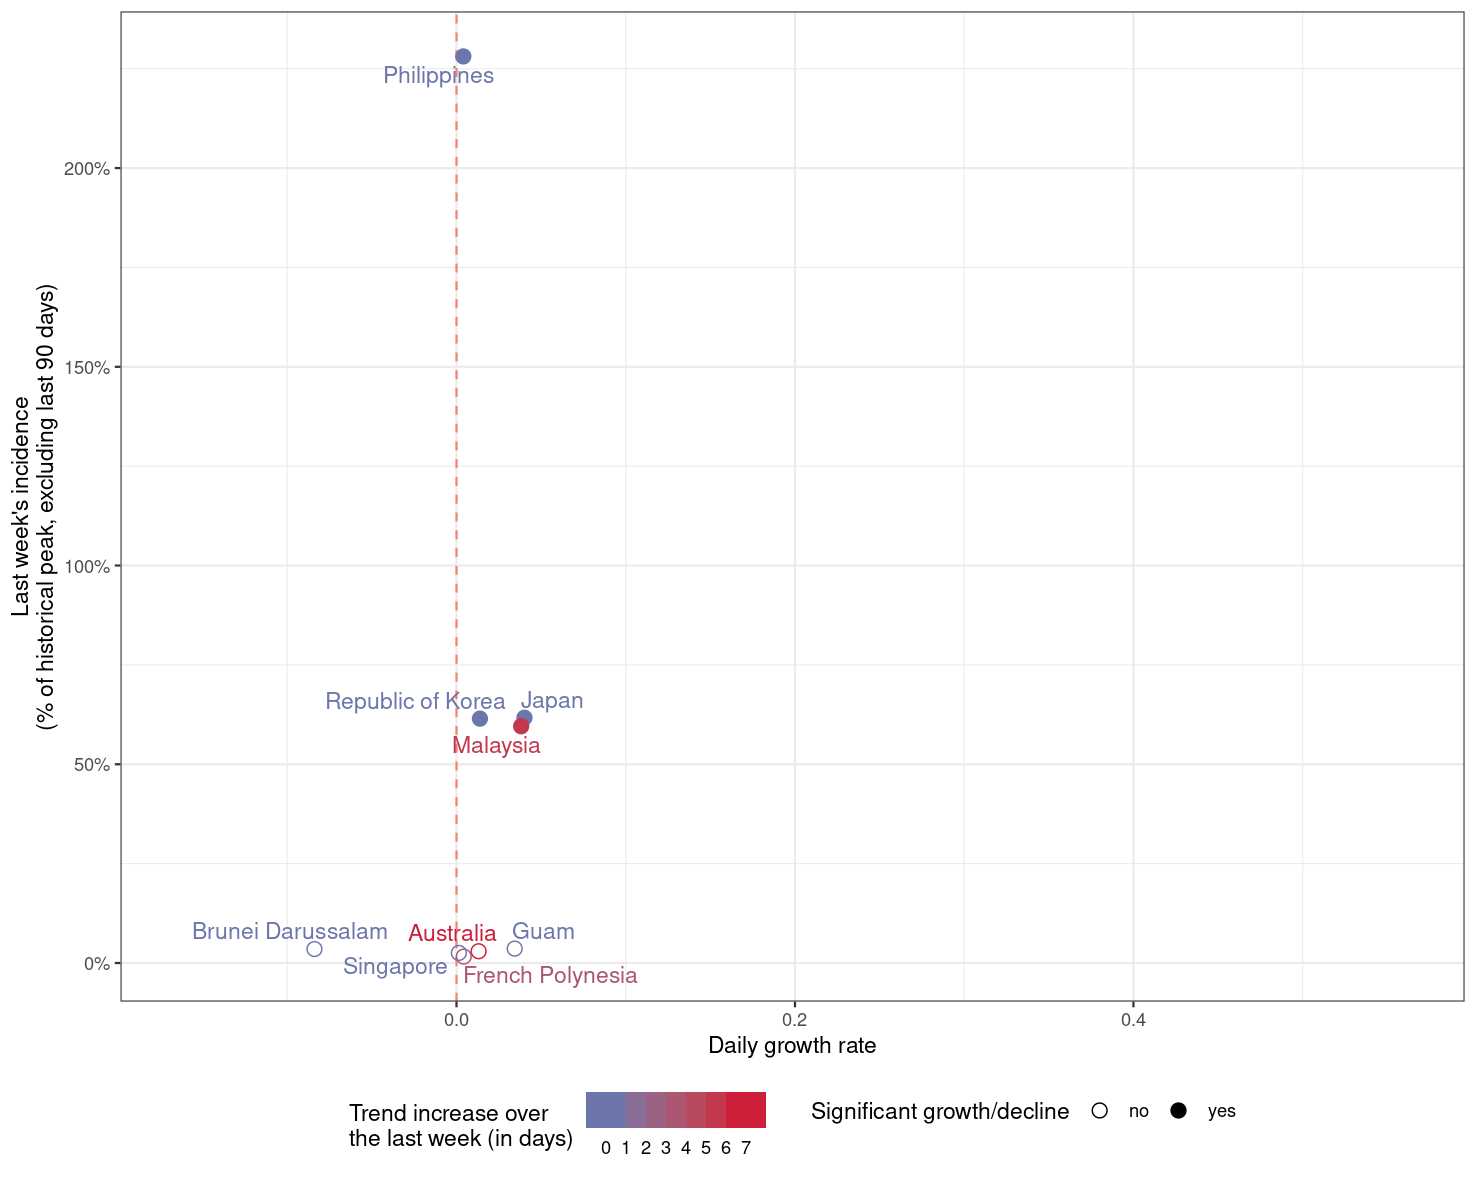 Philippines
200%
150%
100%
50%
0%
Last week's incidence
(% of historical peak, excluding last 90 days)
Republic of Korea
Japan
Malaysia
Brunei Darussalam
Australia
Guam
Singapore
French Polynesia
0.0
0.2
0.4
Daily growth rate
Trend increase over
the last week (in days)
0 1 2 3 4 5 6 7
Significant growth/decline
no
yes